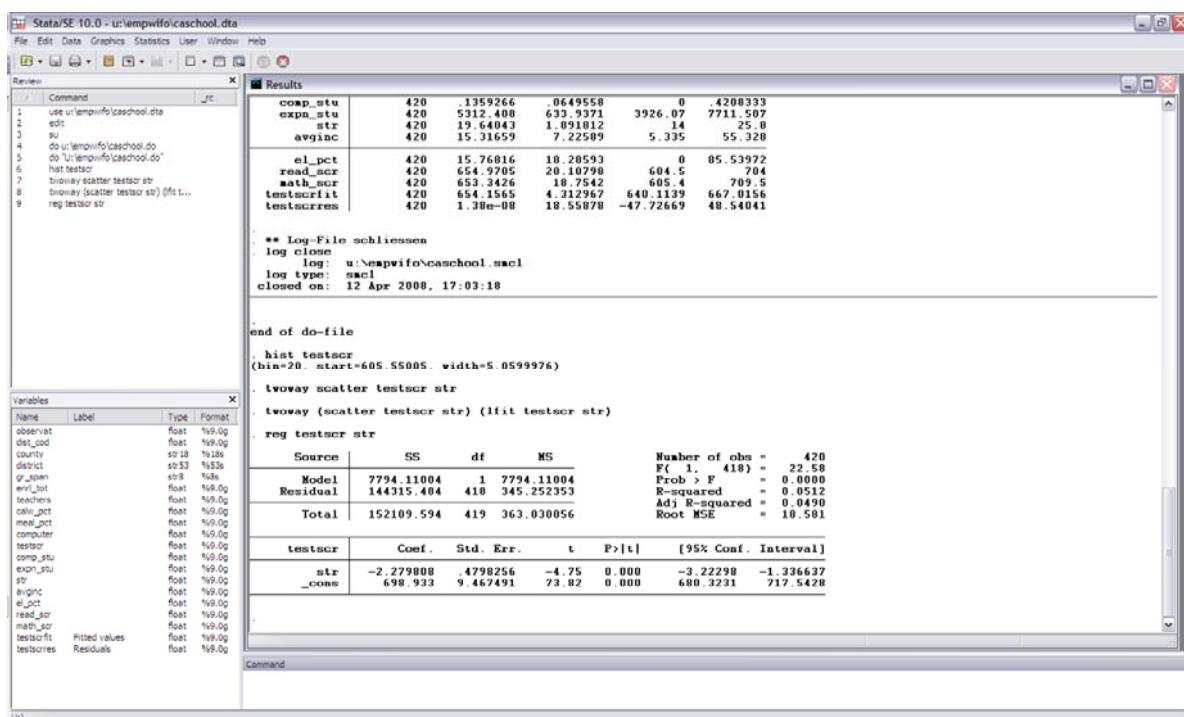 Stata/SE 10.0 - u:\empwifo\caschool.dta
File Edit Data Graphics Statistics User Window Help
Review
Command _rc
1 use u:\empwifo\caschool.dta
2 edit
3 su
4 do u:\empwifo\caschool.do
5 do "U:\empwifo\caschool.do"
6 hist testscr
7 twoway scatter testscr str
8 twoway (scatter testscr str) (lfit t...
9 reg testscr str
Variables
Name Label Type Format
observat float %9.0g
dist_cod float %9.0g
county str18 %18s
district str53 %53s
gr_span str8 %8s
enrl_tot float %9.0g
teachers float %9.0g
calw_pct float %9.0g
meal_pct float %9.0g
computer float %9.0g
testscr float %9.0g
comp_stu float %9.0g
expn_stu float %9.0g
str float %9.0g
avginc float %9.0g
el_pct float %9.0g
read_scr float %9.0g
math_scr float %9.0g
testscrfit Fitted values float %9.0g
testscrres Residuals float %9.0g
Results
comp_stu 420 .1359266 .0649558 0 .4208333
expn_stu 420 5312.408 633.9371 3926.07 7711.507
str 420 19.64043 1.891812 14 25.8
avginc 420 15.31659 7.22589 5.335 55.328
el_pct 420 15.76816 18.28593 0 85.53972
read_scr 420 654.9705 20.10798 604.5 704
math_scr 420 653.3426 18.7542 605.4 709.5
testscrfit 420 654.1565 4.312967 640.1139 667.0156
testscrres 420 1.38e-08 18.55878 -47.72669 48.54041
.
. ** Log-File schliessen
. log close
log: u:\empwifo\caschool.smcl
log type: smcl
closed on: 12 Apr 2008, 17:03:18
.
end of do-file
. hist testscr
(bin=20, start=605.55005, width=5.0599976)
. twoway scatter testscr str
. twoway (scatter testscr str) (lfit testscr str)
. reg testscr str
Source SS df MS Number of obs = 420
F( 1, 418) = 22.58
Model 7794.11004 1 7794.11004 Prob > F = 0.0000
Residual 144315.484 418 345.252353 R-squared = 0.0512
Adj R-squared = 0.0490
Total 152109.594 419 363.030056 Root MSE = 18.581
testscr Coef. Std. Err. t P>|t| [95% Conf. Interval]
str -2.279808 .4798256 -4.75 0.000 -3.22298 -1.336637
_cons 698.933 9.467491 73.82 0.000 680.3231 717.5428
.
Command